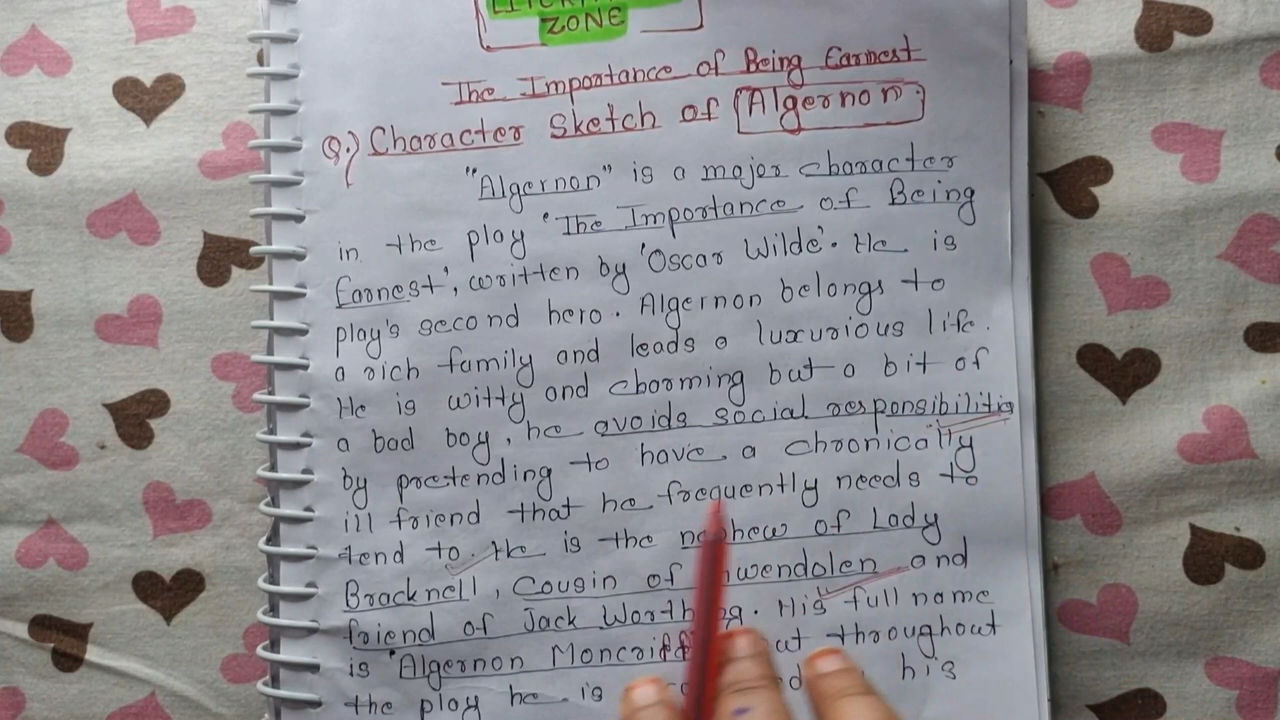 ZONE
The Importance of Being Earnest
Q.) Character Sketch of Algernon.
"Algernon" is a major character
in the play 'The Importance of Being
Earnest', written by 'Oscar Wilde'. He is
play's second hero. Algernon belongs to
a rich family and leads a luxurious life.
He is witty and charming but a bit of
a bad boy, he avoids social responsibilitie
by pretending to have a chronically
ill friend that he frequently needs to
tend to. He is the nephew of Lady
Bracknell, Cousin of Gwendolen and
friend of Jack Worthing. His full name
is "Algernon Moncrieff throughout
the play he is his